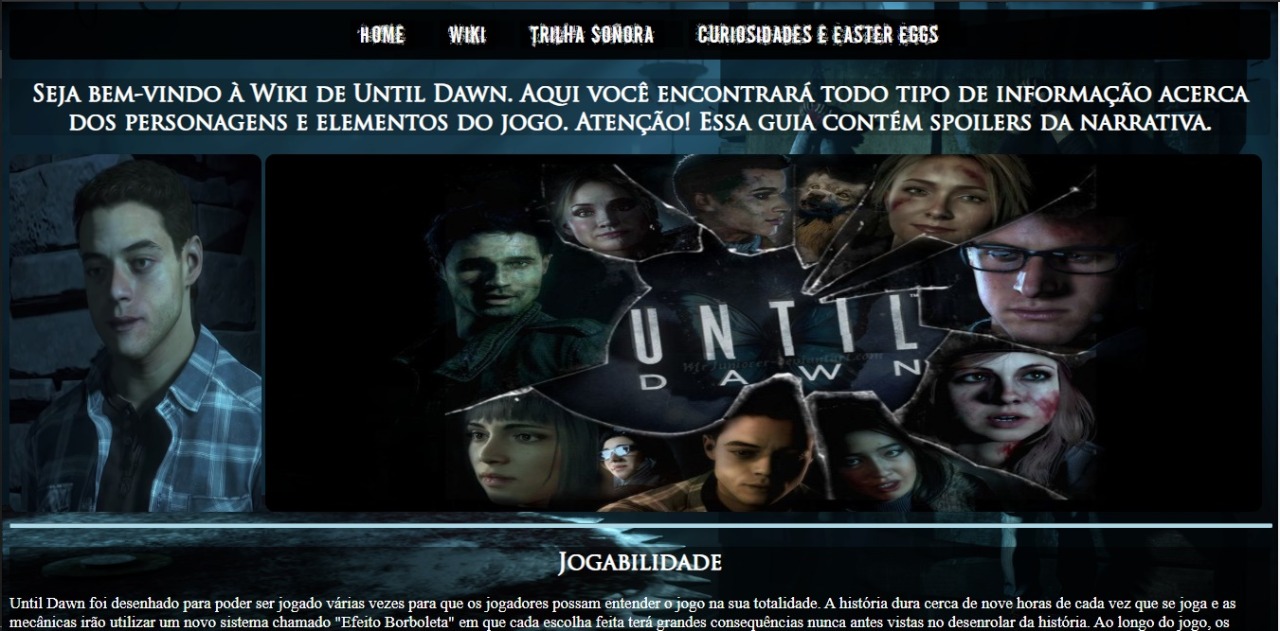 HOME WIKI TRILHA SONORA CURIOSIDADES E EASTER EGGS
Seja bem-vindo à Wiki de Until Dawn. Aqui você encontrará todo tipo de informação acerca
dos personagens e elementos do jogo. Atenção! Essa guia contém spoilers da narrativa.
UNTIL
DAWN
Jogabilidade
Until Dawn foi desenhado para poder ser jogado várias vezes para que os jogadores possam entender o jogo na sua totalidade. A história dura cerca de nove horas de cada vez que se joga e as
mecânicas irão utilizar um novo sistema chamado "Efeito Borboleta" em que cada escolha feita terá grandes consequências nunca antes vistas no desenrolar da história. Ao longo do jogo, os